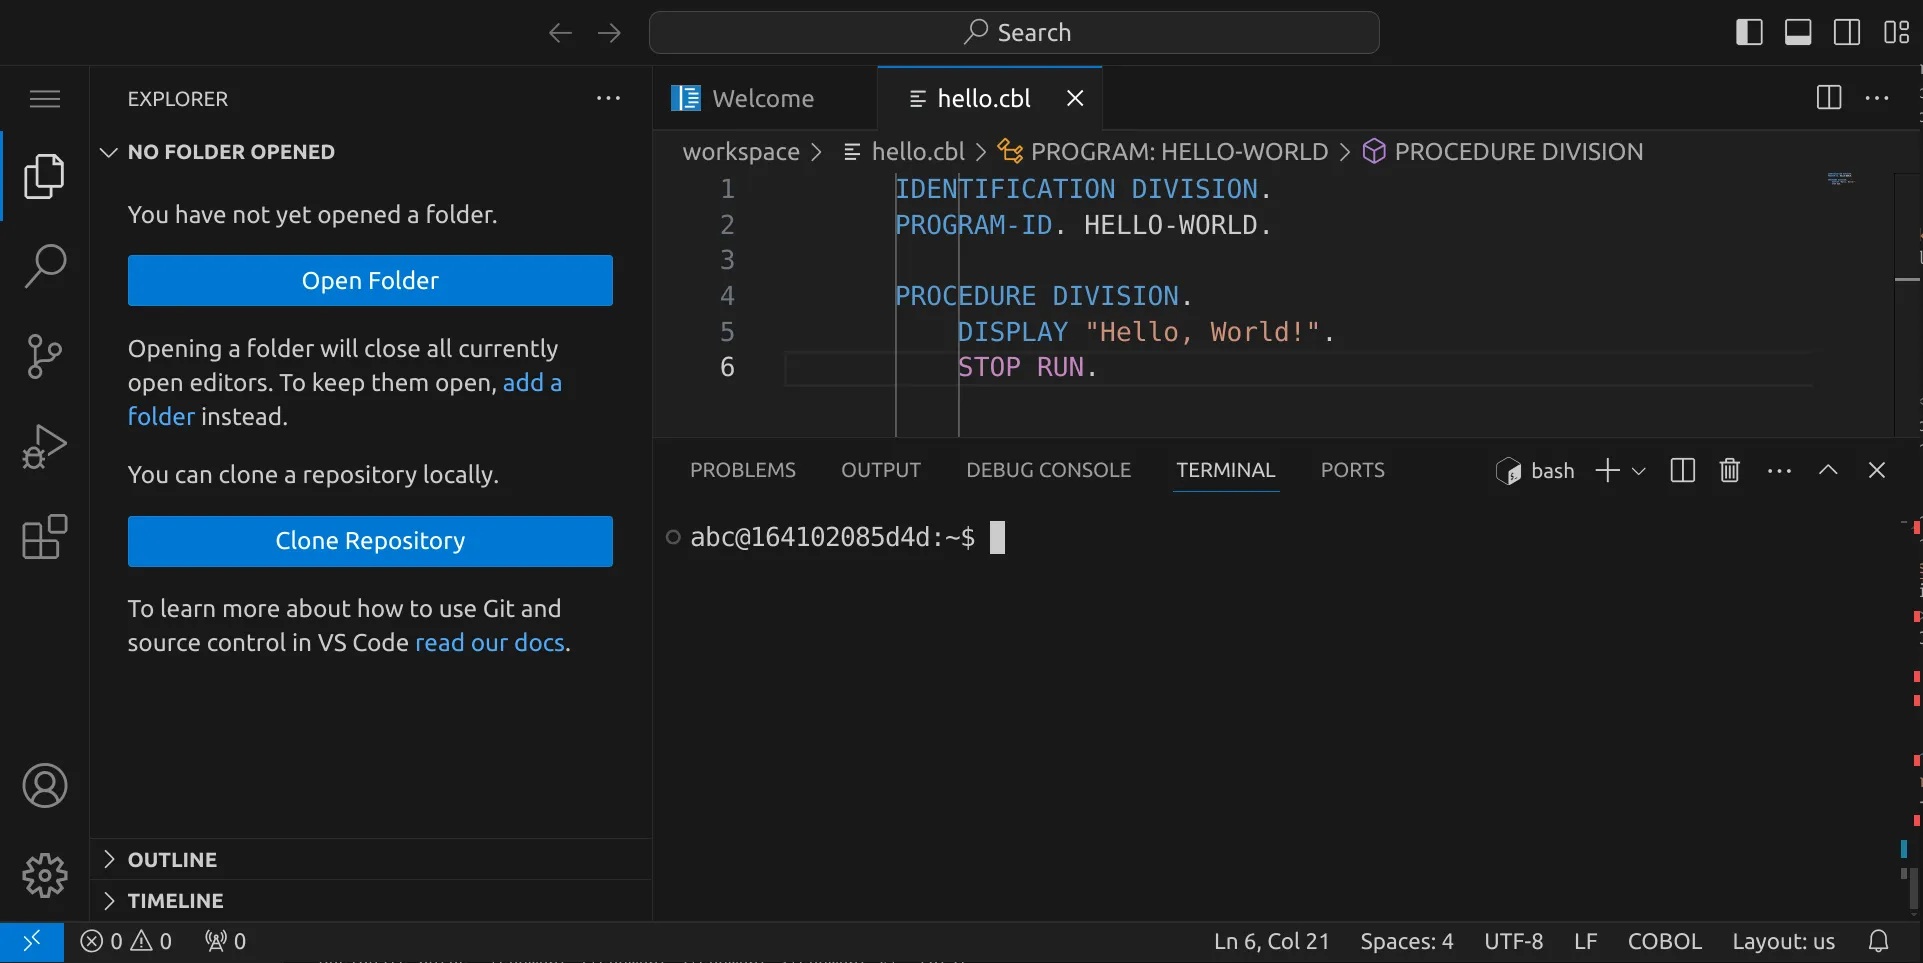 Search
EXPLORER
NO FOLDER OPENED
You have not yet opened a folder.
Open Folder
Opening a folder will close all currently
open editors. To keep them open, add a
folder instead.
You can clone a repository locally.
Clone Repository
To learn more about how to use Git and
source control in VS Code read our docs.
OUTLINE
TIMELINE
Welcome
hello.cbl
workspace > hello.cbl > PROGRAM: HELLO-WORLD > PROCEDURE DIVISION
1 IDENTIFICATION DIVISION.
2 PROGRAM-ID. HELLO-WORLD.
3
4 PROCEDURE DIVISION.
5 DISPLAY "Hello, World!".
6 STOP RUN.
PROBLEMS OUTPUT DEBUG CONSOLE TERMINAL PORTS
bash
abc@164102085d4d:~$
0 0 0
Ln 6, Col 21 Spaces: 4 UTF-8 LF COBOL Layout: us